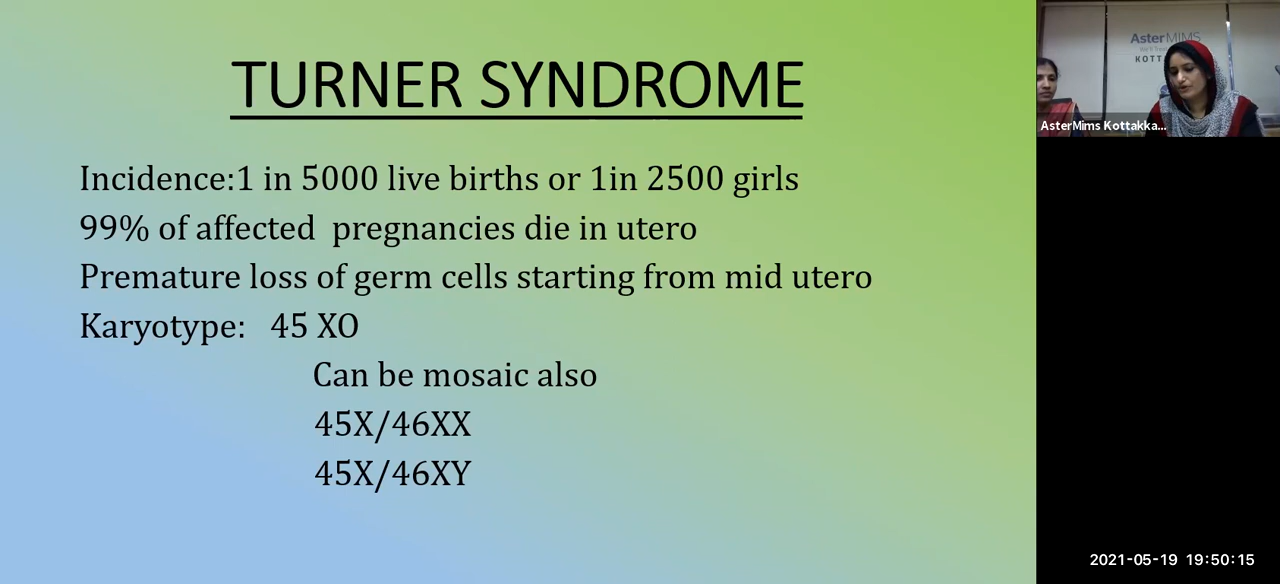 TURNER SYNDROME
Incidence:1 in 5000 live births or 1in 2500 girls
99% of affected  pregnancies die in utero
Premature loss of germ cells starting from mid utero
Karyotype:   45 XO
Can be mosaic also
45X/46XX
45X/46XY
AsterMIMS
KOTT
AsterMims Kottakka...
2021-05-19 19:50:15